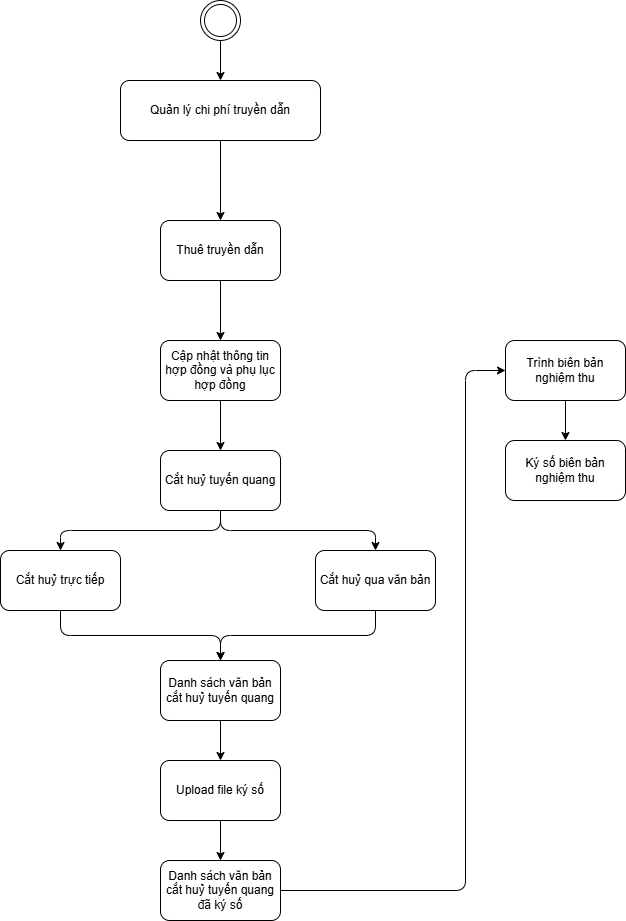 Quản lý chi phí truyền dẫn
Thuê truyền dẫn
Cập nhật thông tin
hợp đồng và phụ lục
hợp đồng
Cắt huỷ tuyến quang
Cắt huỷ trực tiếp
Cắt huỷ qua văn bản
Danh sách văn bản
cắt huỷ tuyến quang
Upload file ký số
Danh sách văn bản
cắt huỷ tuyến quang
đã ký số
Trình biên bản
nghiệm thu
Ký số biên bản
nghiệm thu